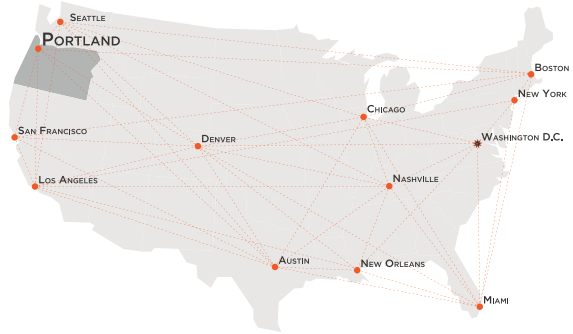 Seattle
Portland
Boston
New York
Chicago
San Francisco
Denver
Washington D.C.
Los Angeles
Nashville
Austin
New Orleans
Miami